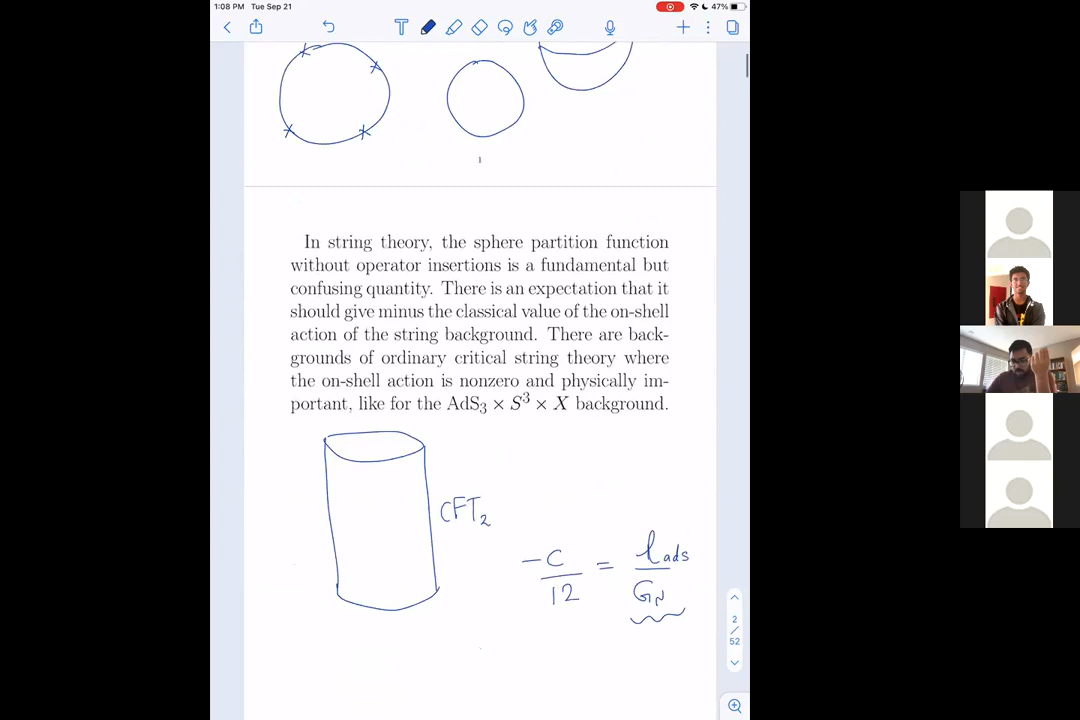 1:08 PM Tue Sep 21
47%
T
1
In string theory, the sphere partition function
without operator insertions is a fundamental but
confusing quantity. There is an expectation that it
should give minus the classical value of the on-shell
action of the string background. There are back-
grounds of ordinary critical string theory where
the on-shell action is nonzero and physically im-
portant, like for the AdS₃ × S³ × X background.
CFT₂
-C/12 = l_ads/G_N
2
/
52